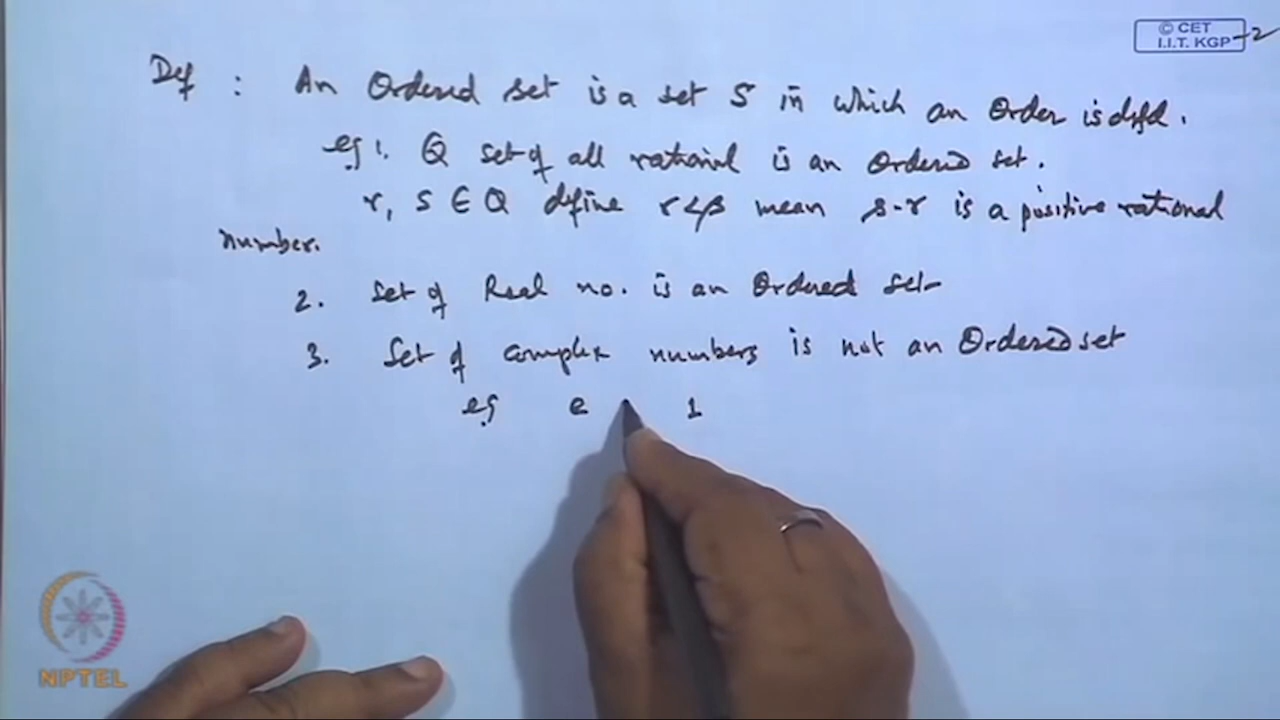 © CET
I.I.T. KGP
-2
Def : An Ordered set is a set S in which an Order is dfd.
eg 1. Q set of all rational is an Ordered set.
r, S ∈ Q define r<s mean s-r is a positive rational
number.
2. Set of Real no. is an Ordered set
3. Set of complex numbers is not an Ordered set
eg 1
NPTEL